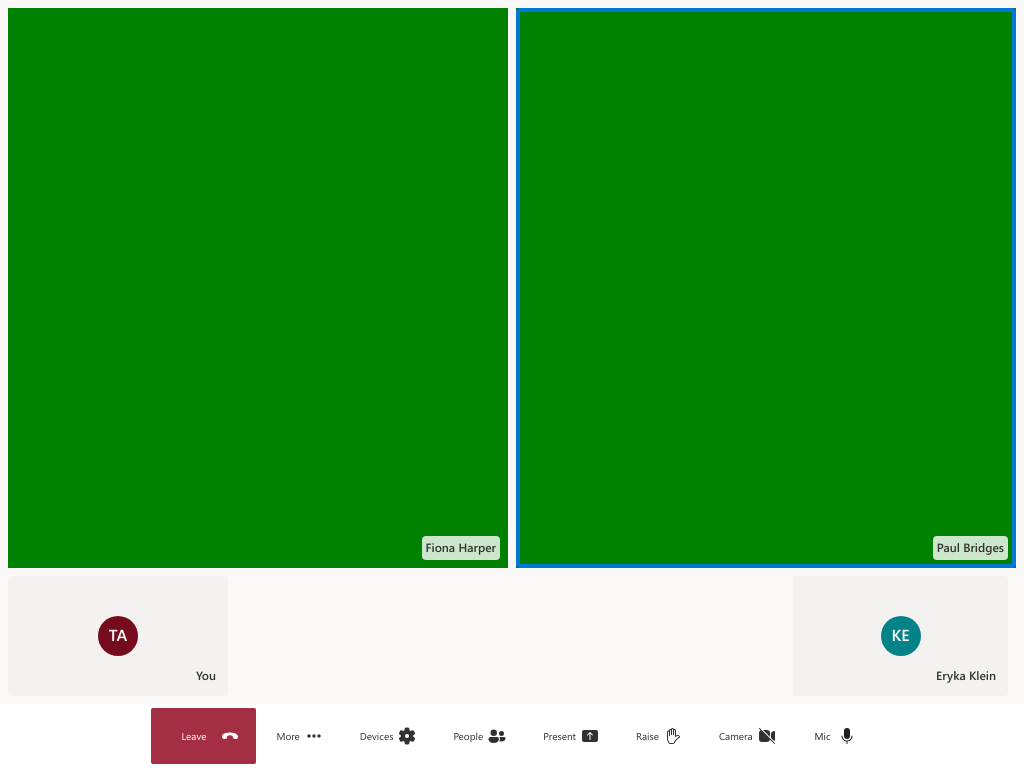 Fiona Harper
Paul Bridges
TA
You
KE
Eryka Klein
Leave
More
Devices
People
Present
Raise
Camera
Mic